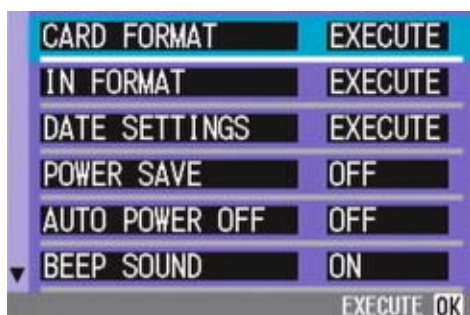 CARD FORMAT EXECUTE
IN FORMAT EXECUTE
DATE SETTINGS EXECUTE
POWER SAVE OFF
AUTO POWER OFF OFF
BEEP SOUND ON
EXECUTE OK